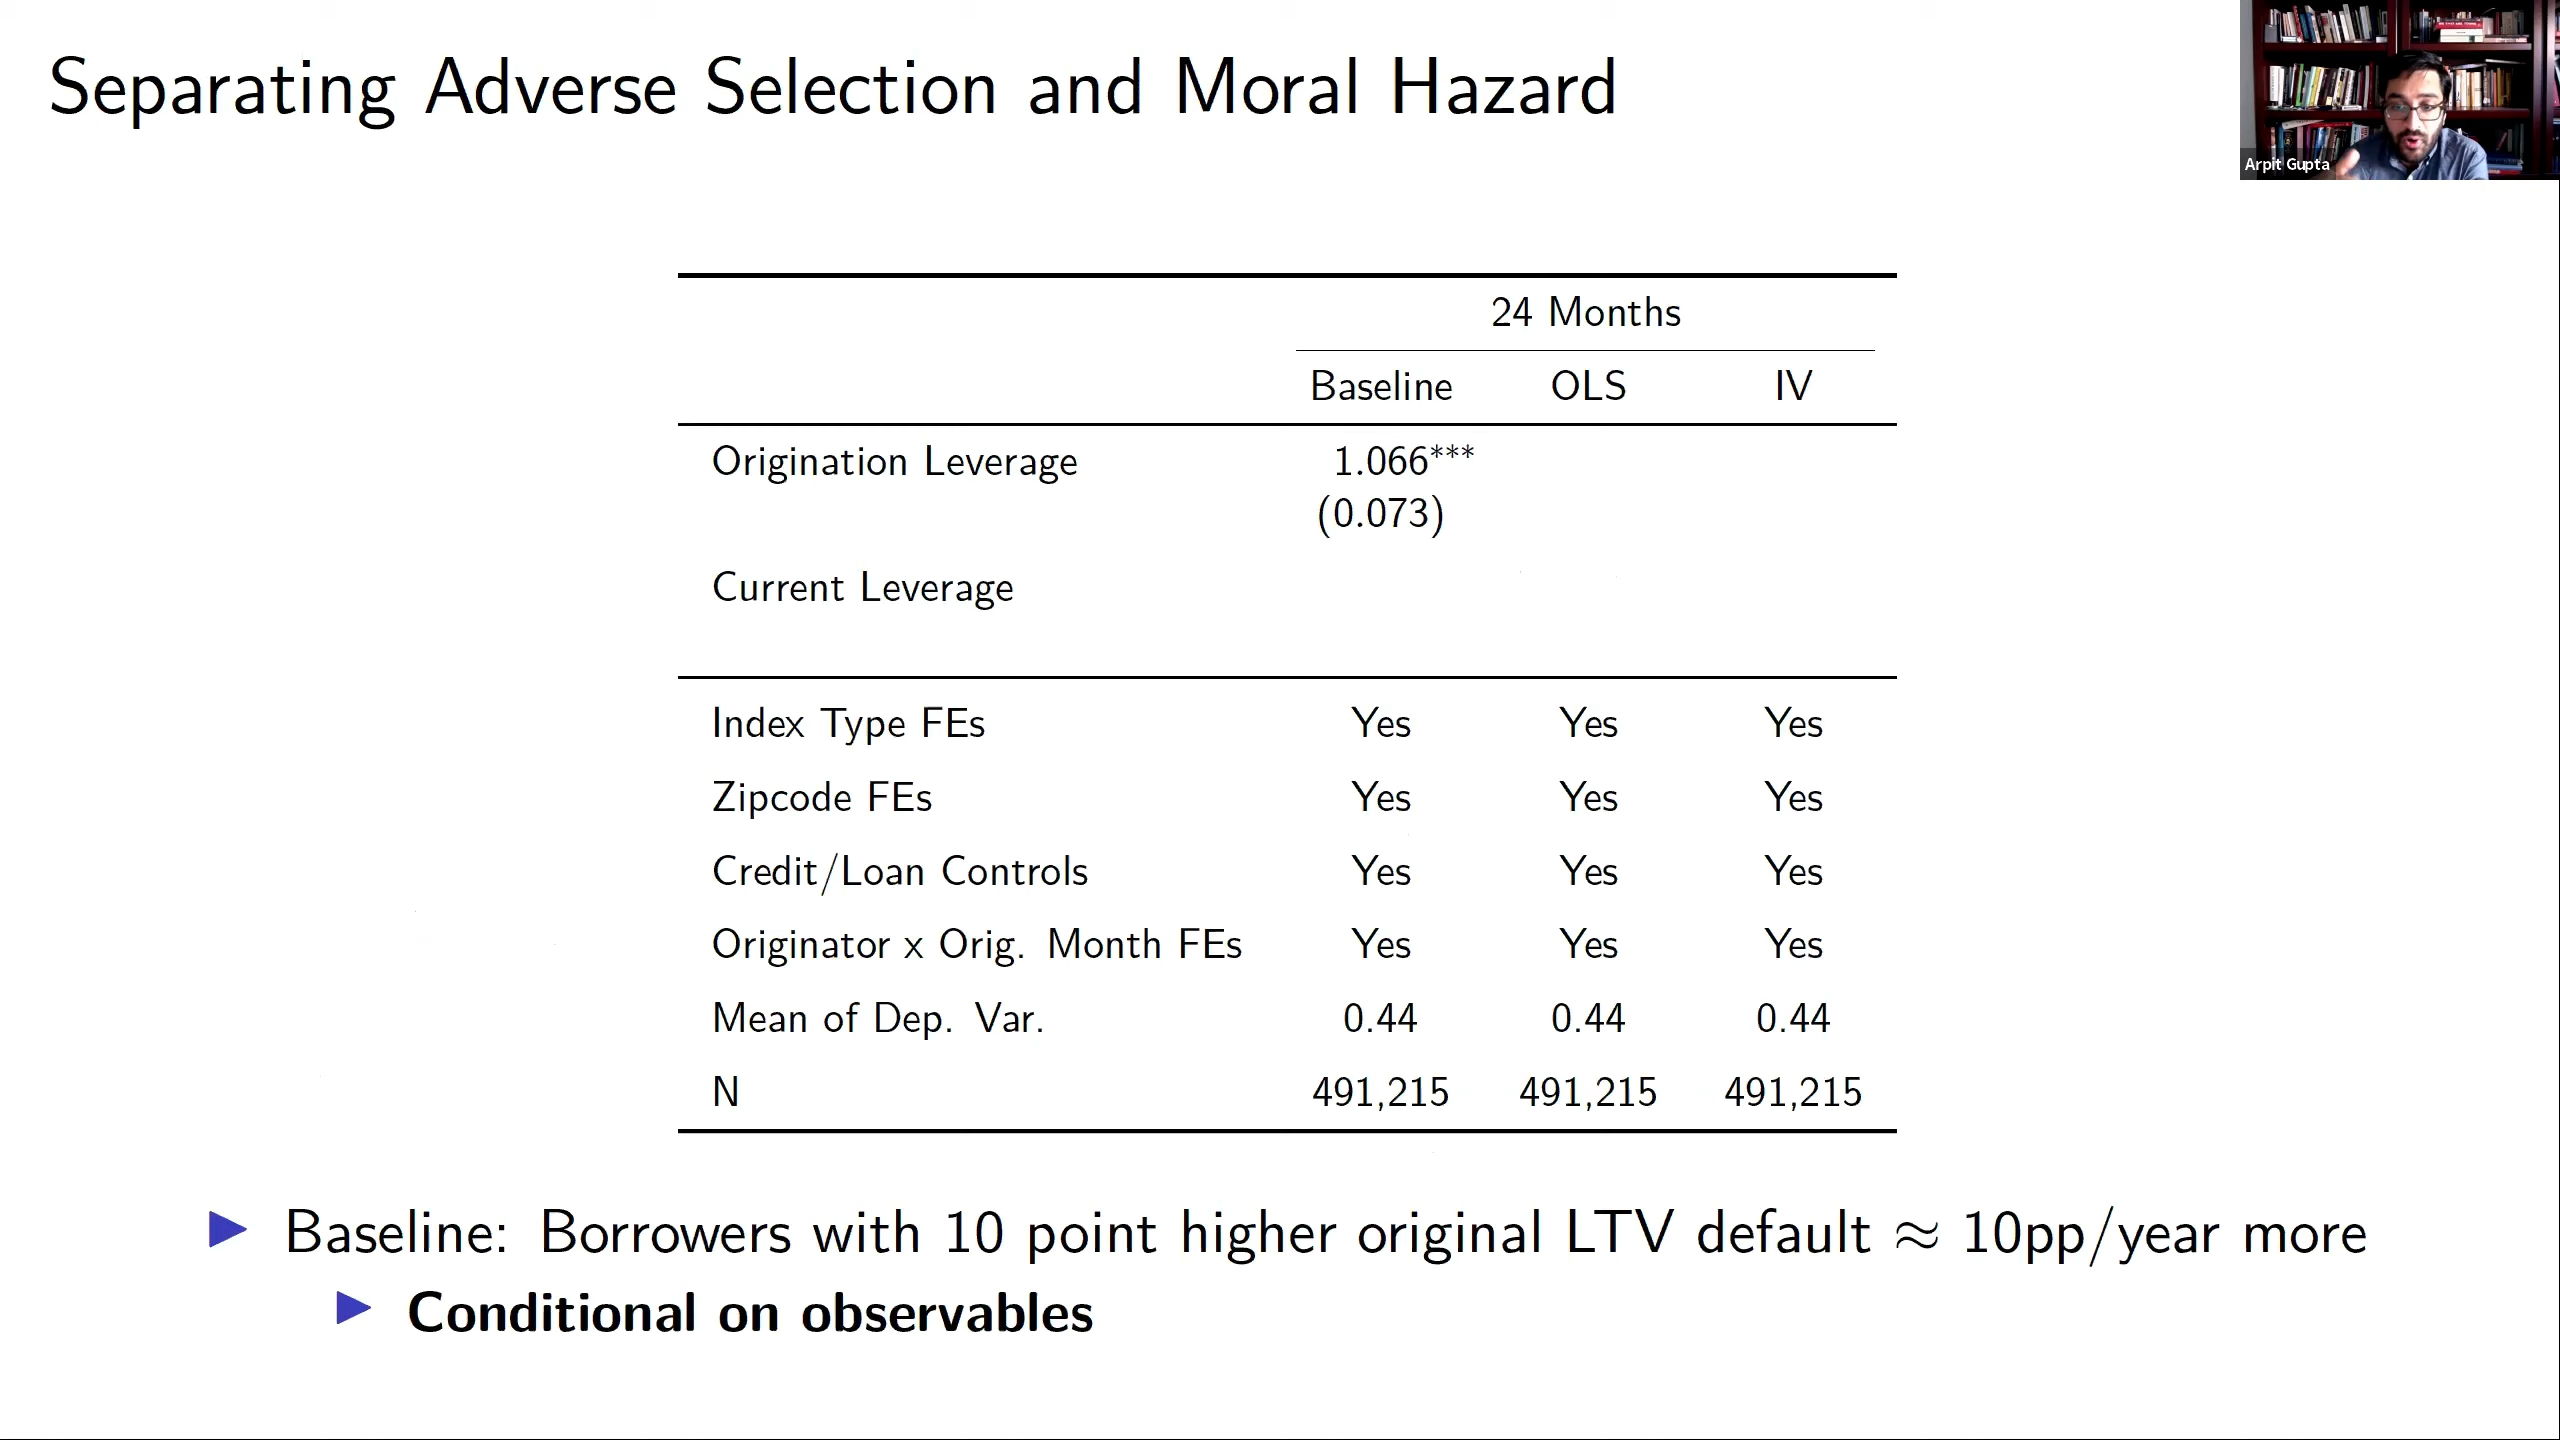 Separating Adverse Selection and Moral Hazard
Arpit Gupta
24 Months
Baseline OLS IV
Origination Leverage 1.066***
(0.073)
Current Leverage
Index Type FEs Yes Yes Yes
Zipcode FEs Yes Yes Yes
Credit/Loan Controls Yes Yes Yes
Originator x Orig. Month FEs Yes Yes Yes
Mean of Dep. Var. 0.44 0.44 0.44
N 491,215 491,215 491,215
Baseline: Borrowers with 10 point higher original LTV default ≈ 10pp/year more
Conditional on observables